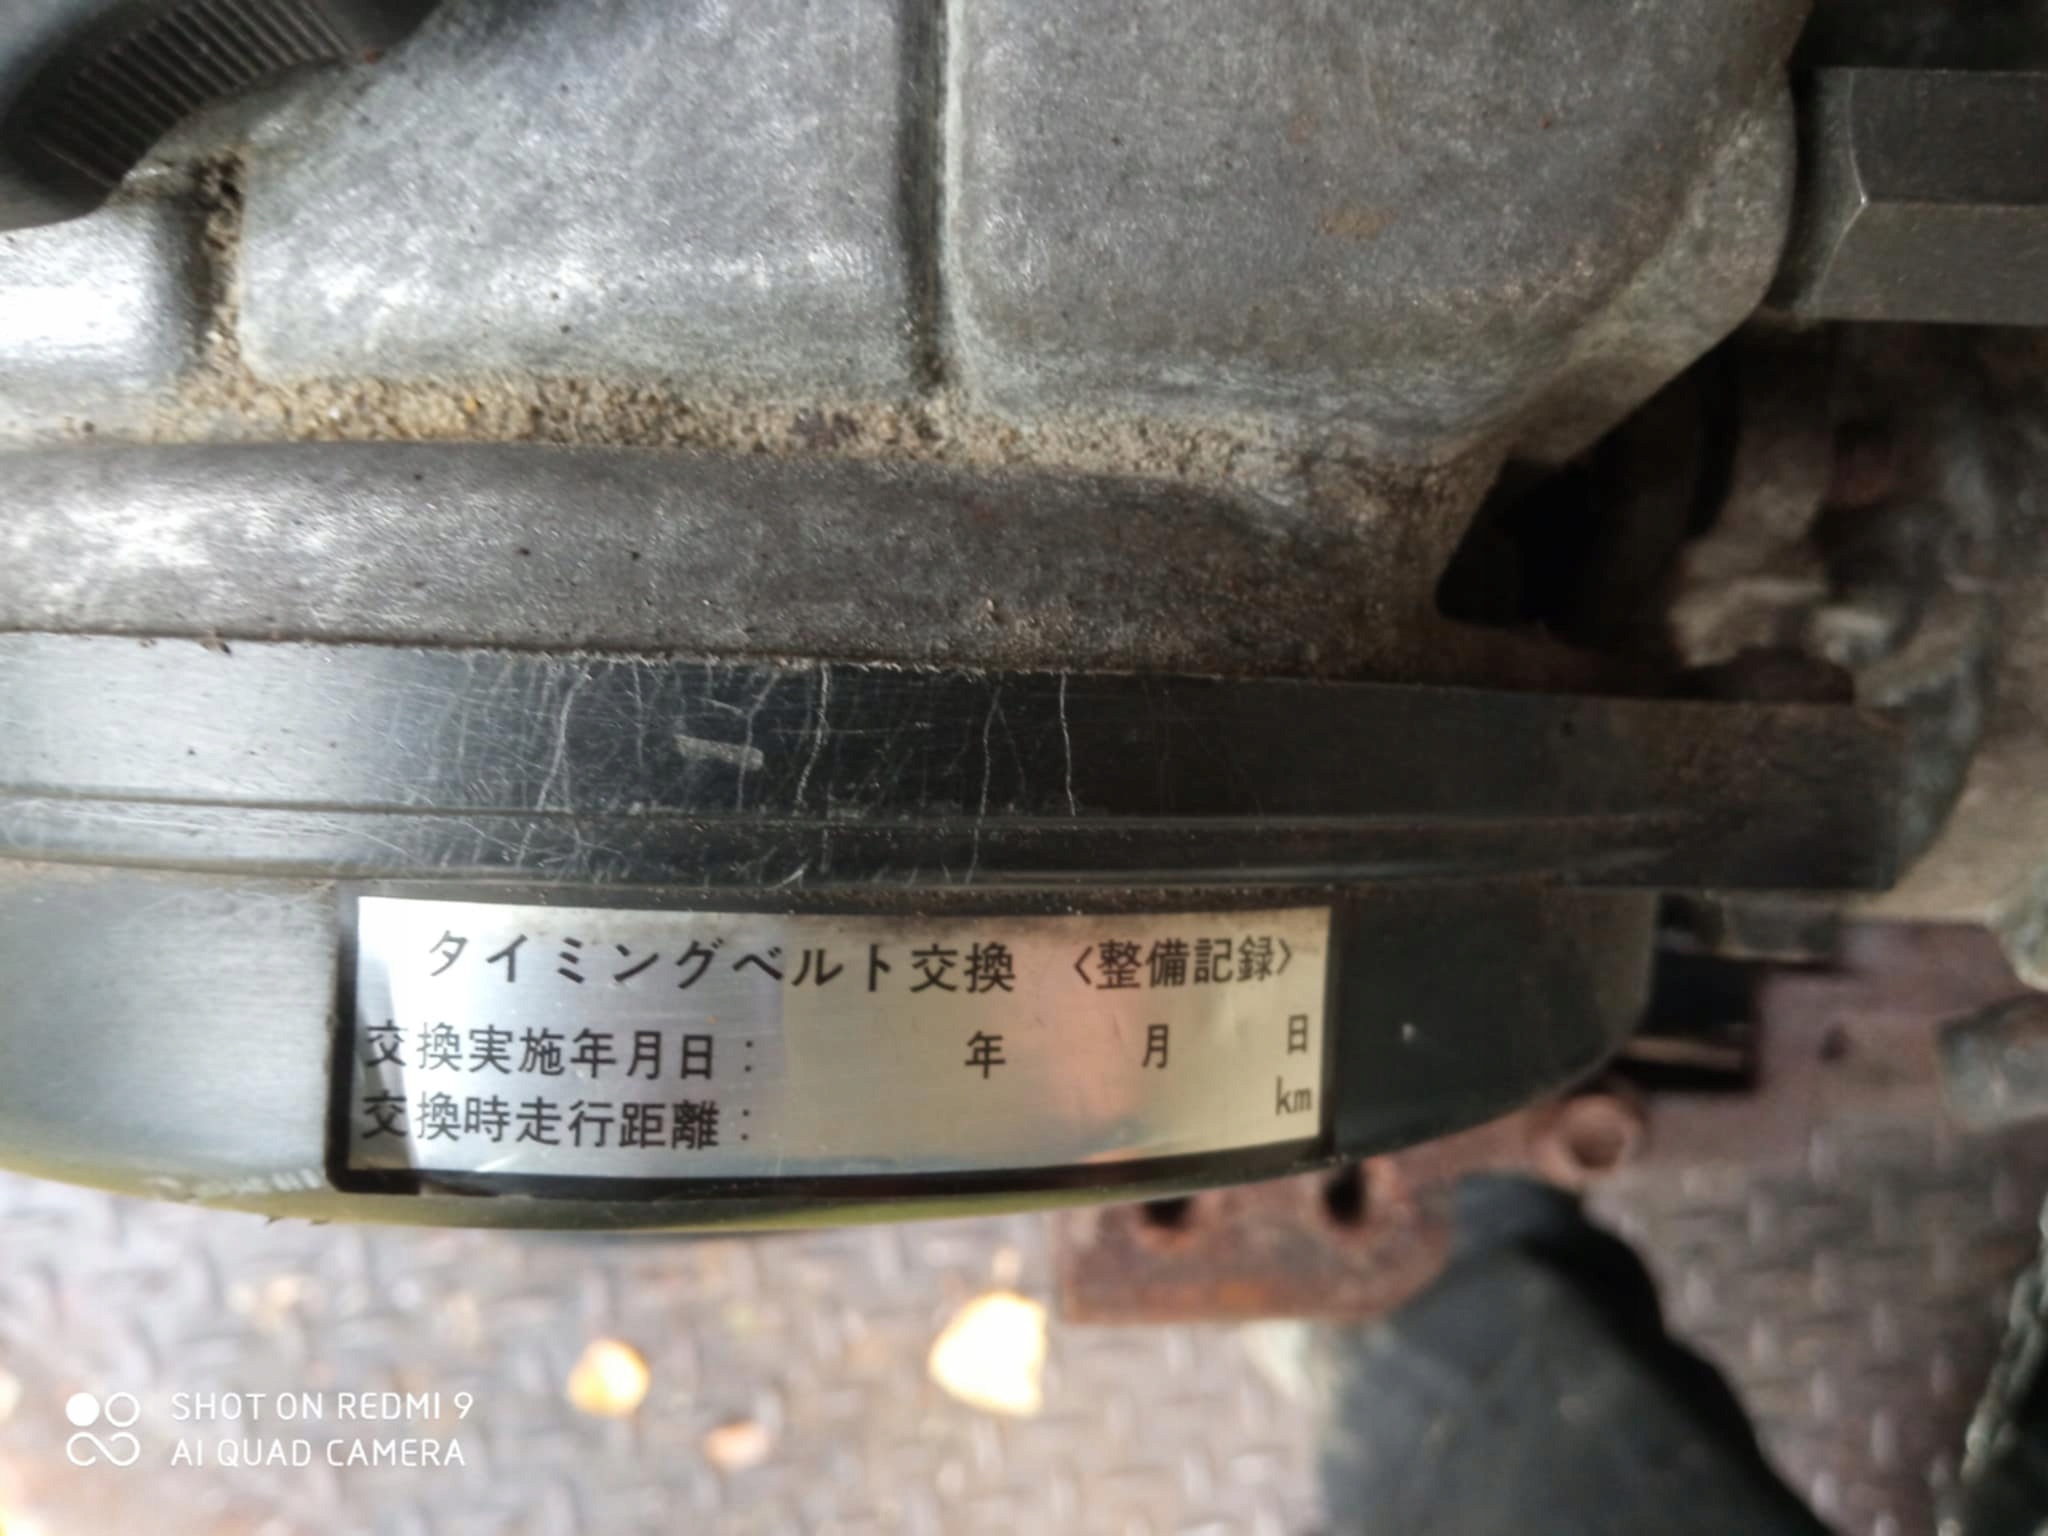 タイミングベルト交換 〈整備記録〉
交換実施年月日： 年 月 日
交換時走行距離： km
SHOT ON REDMI 9
AI QUAD CAMERA